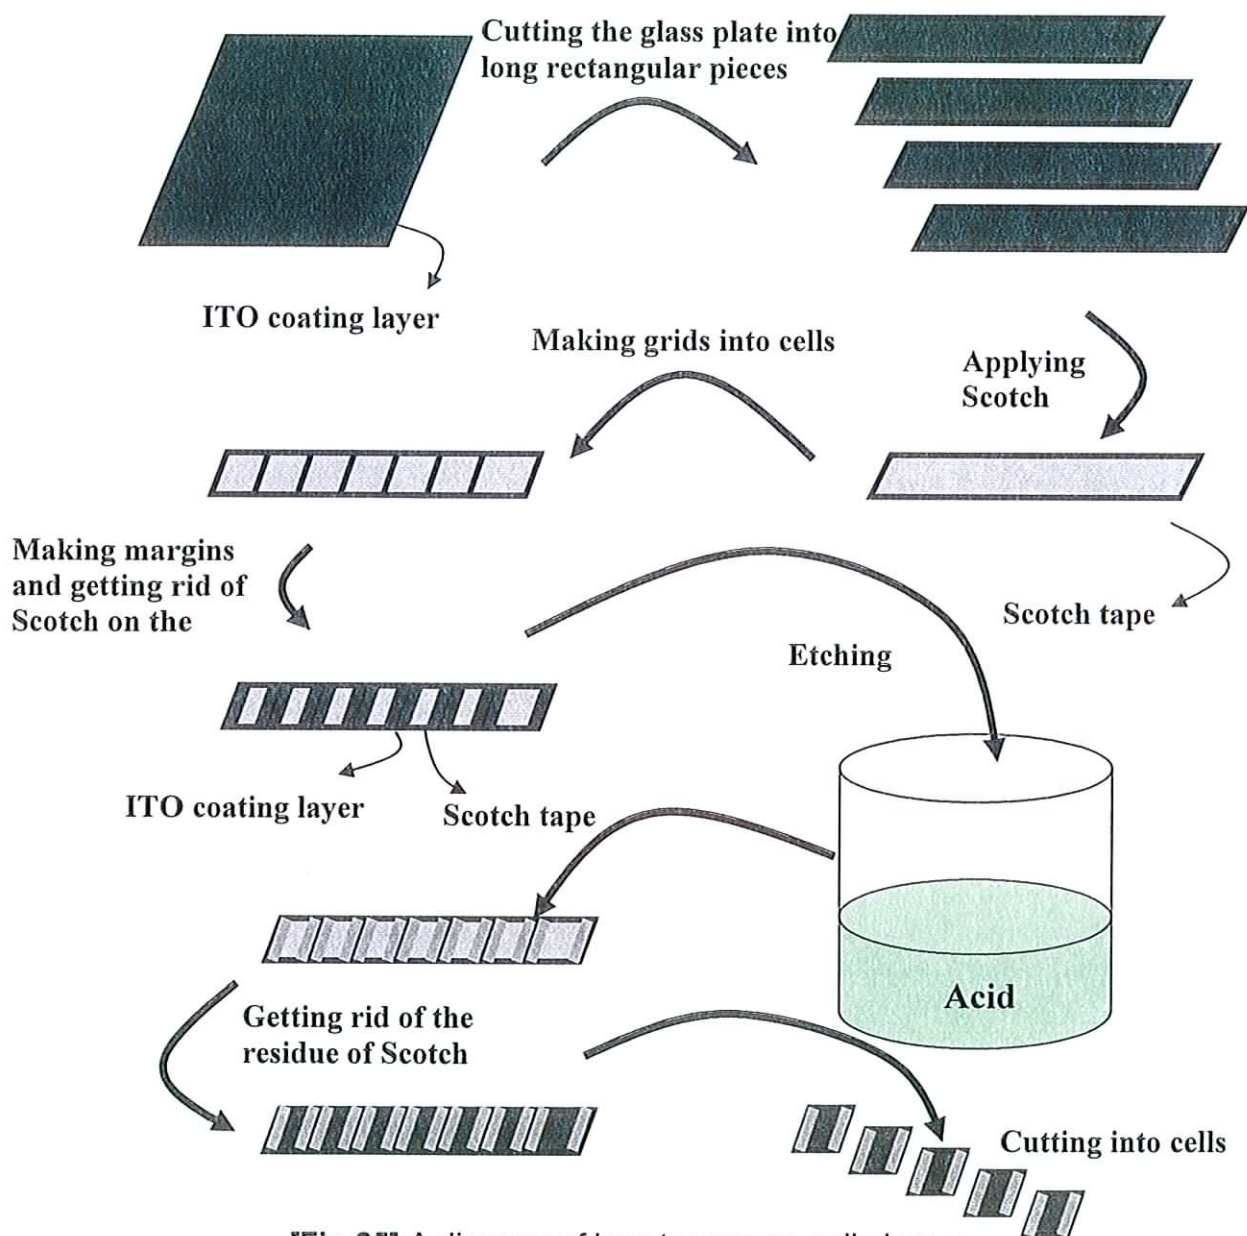 Cutting the glass plate into
long rectangular pieces
ITO coating layer
Making grids into cells
Applying
Scotch
Making margins
and getting rid of
Scotch on the
Scotch tape
Etching
ITO coating layer
Scotch tape
Acid
Getting rid of the
residue of Scotch
Cutting into cells